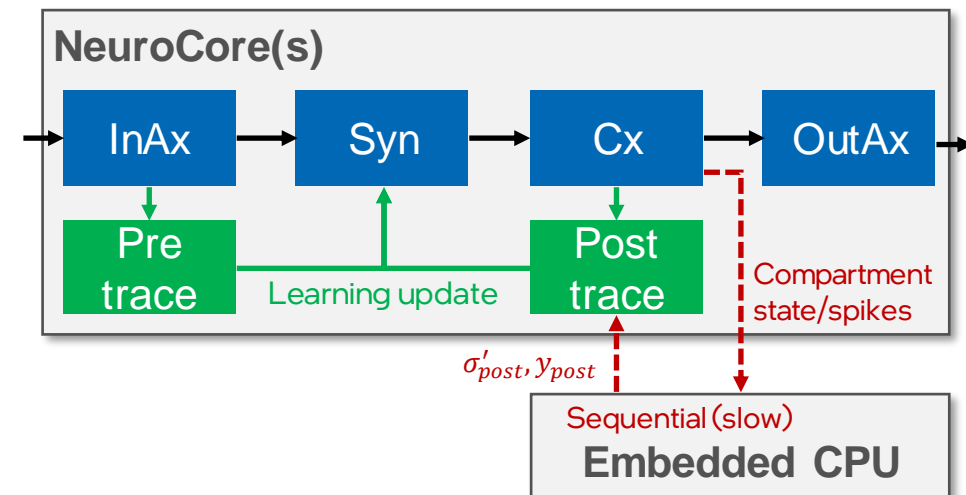 NeuroCore(s)
InAx
Syn
Cx
OutAx
Pre
trace
Post
trace
Learning update
Compartment
state/spikes
σ′post, ypost
Sequential (slow)
Embedded CPU